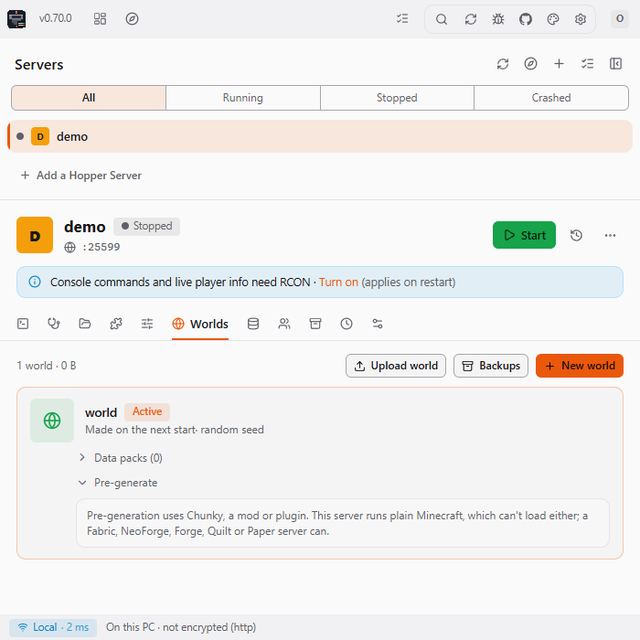 v0.70.0
O
Servers
All
Running
Stopped
Crashed
D
demo
+ Add a Hopper Server
D
demo
Stopped
:25599
Start
Console commands and live player info need RCON · Turn on (applies on restart)
Worlds
1 world · 0 B
Upload world
Backups
+ New world
world
Active
Made on the next start· random seed
Data packs (0)
Pre-generate
Pre-generation uses Chunky, a mod or plugin. This server runs plain Minecraft, which can't load either; a
Fabric, NeoForge, Forge, Quilt or Paper server can.
Local · 2 ms
On this PC · not encrypted (http)